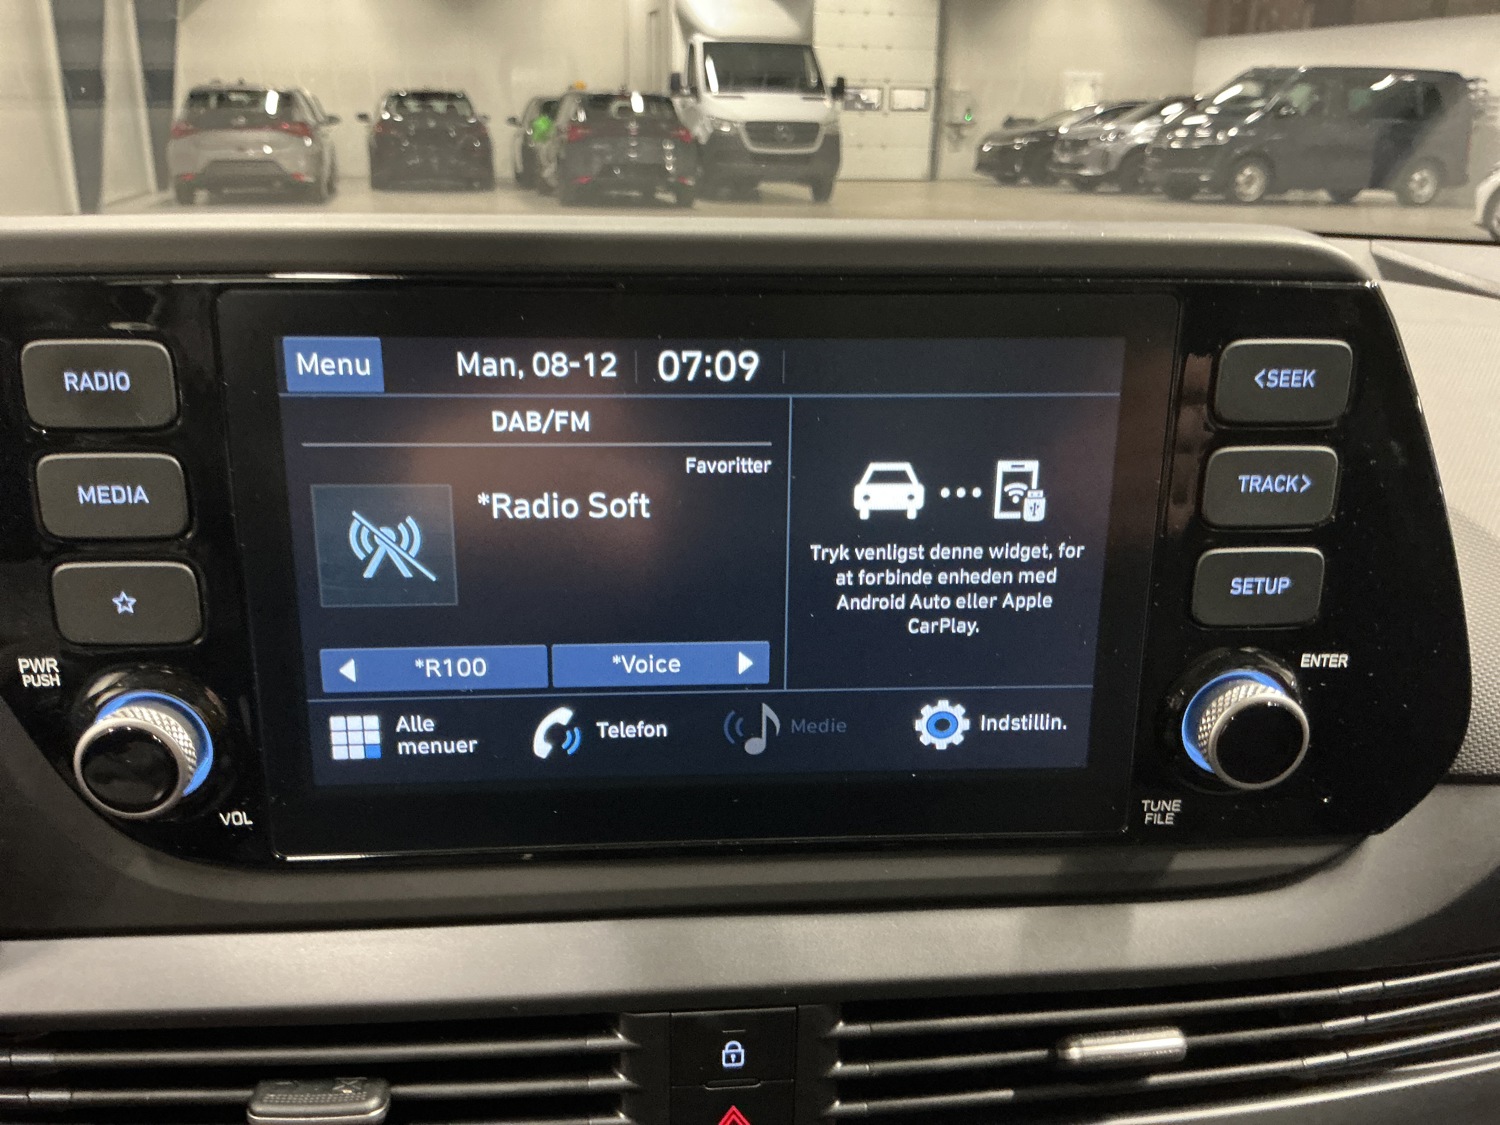 RADIO
MEDIA
PWR
PUSH
VOL
Menu
Man, 08-12
07:09
DAB/FM
Favoritter
*Radio Soft
*R100
*Voice
Tryk venligst denne widget, for
at forbinde enheden med
Android Auto eller Apple
CarPlay.
Alle
menuer
Telefon
Medie
Indstillin.
<SEEK
TRACK>
SETUP
ENTER
TUNE
FILE